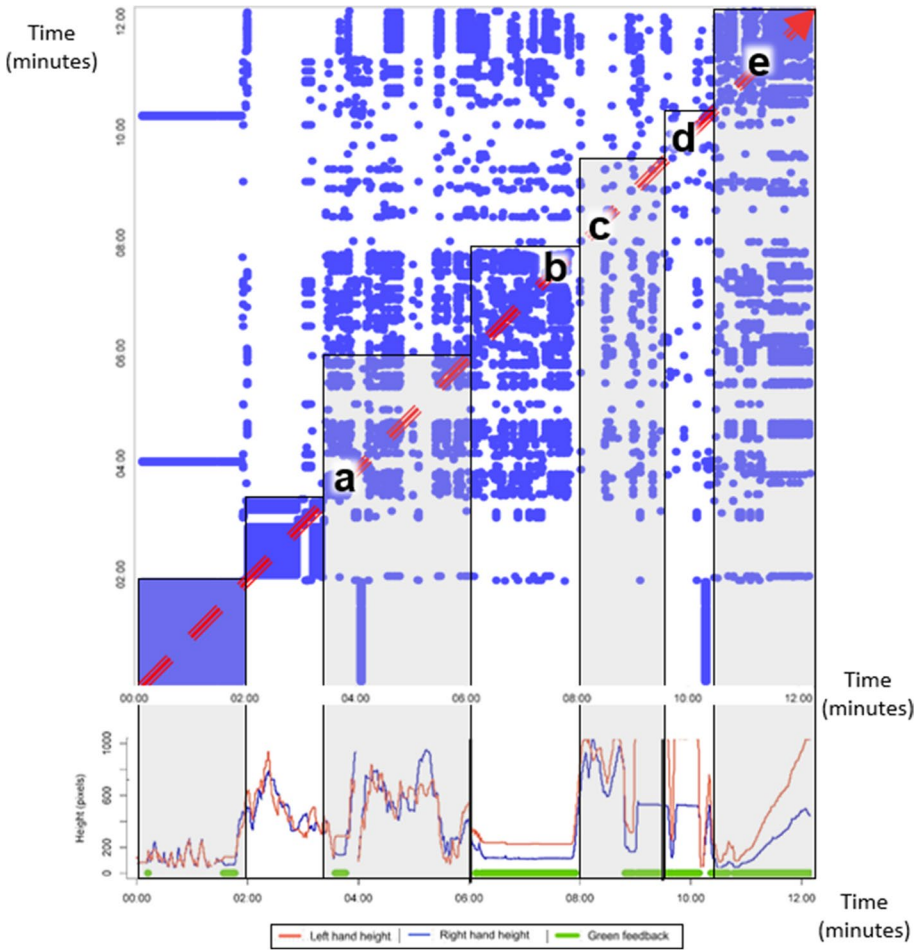 Time
(minutes)
12:00
10:00
08:00
06:00
04:00
02:00
e
d
c
b
a
00:00 02:00 04:00 06:00 08:00 10:00 12:00
Time
(minutes)
Height (pixels)
1000
600
200
0
00:00 02:00 04:00 06:00 08:00 10:00 12:00
Time
(minutes)
Left hand height | Right hand height | Green feedback